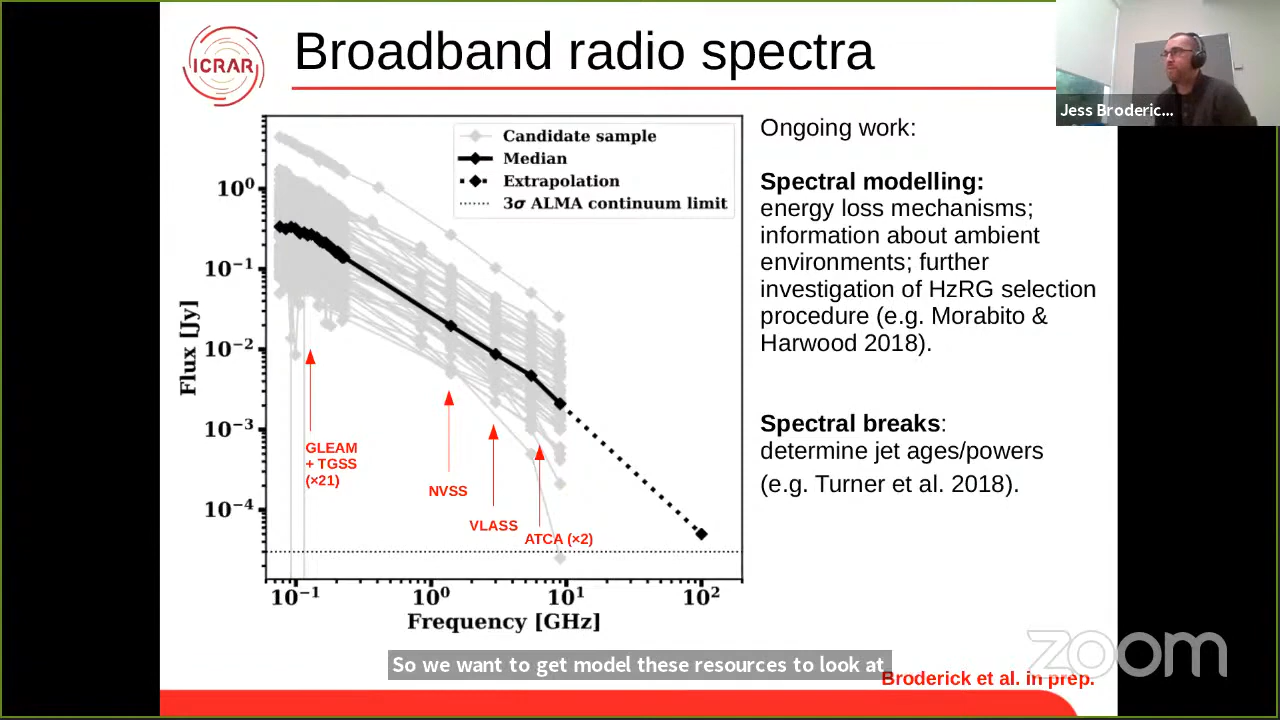 ICRAR
Broadband radio spectra
Jess Broderic...
Candidate sample
Median
Extrapolation
3σ ALMA continuum limit
10⁰
10⁻¹
10⁻²
10⁻³
10⁻⁴
Flux [Jy]
GLEAM
+ TGSS
(×21)
NVSS
VLASS
ATCA (×2)
10⁻¹
10⁰
10¹
10²
Frequency [GHz]
Ongoing work:
Spectral modelling:
energy loss mechanisms;
information about ambient
environments; further
investigation of HzRG selection
procedure (e.g. Morabito &
Harwood 2018).
Spectral breaks:
determine jet ages/powers
(e.g. Turner et al. 2018).
So we want to get model these resources to look at
zoom
Broderick et al. in prep.